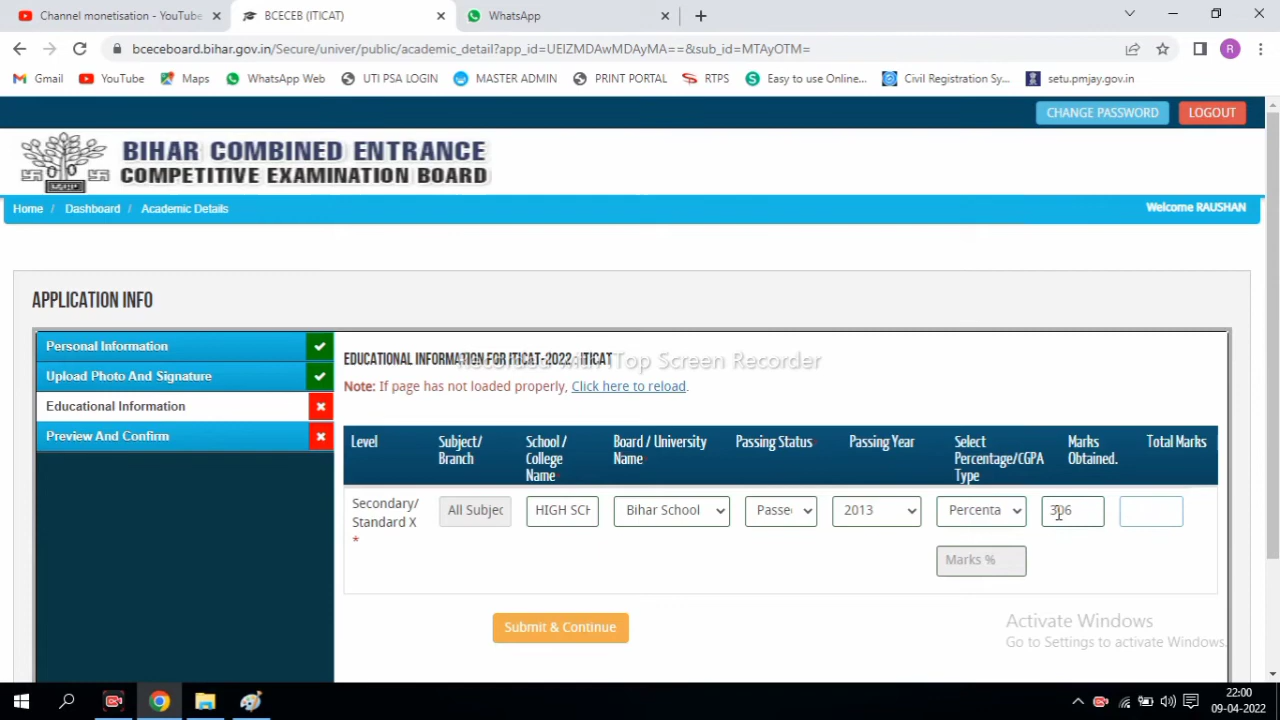 Channel monetisation - YouTube
BCECEB (ITICAT)
WhatsApp
bceceboard.bihar.gov.in/Secure/univer/public/academic_detail?app_id=UEIZMDAwMDAyMA==&sub_id=MTAyOTM=
R
Gmail
YouTube
Maps
WhatsApp Web
UTI PSA LOGIN
MASTER ADMIN
PRINT PORTAL
RTPS
Easy to use Online...
Civil Registration Sy...
setu.pmjay.gov.in
CHANGE PASSWORD
LOGOUT
BIHAR COMBINED ENTRANCE
COMPETITIVE EXAMINATION BOARD
Home / Dashboard / Academic Details
Welcome RAUSHAN
APPLICATION INFO
Personal Information
Upload Photo And Signature
Educational Information
Preview And Confirm
EDUCATIONAL INFORMATION FOR ITICAT-2022 - ITICAT
Recorded with iTop Screen Recorder
Note: If page has not loaded properly, Click here to reload.
Level
Subject/
Branch
School /
College
Name
Board / University
Name
Passing Status
Passing Year
Select
Percentage/CGPA
Type
Marks
Obtained.
Total Marks
Secondary/
Standard X
*
All Subjec
HIGH SCH
Bihar School
Passe
2013
Percenta
306
Marks %
Submit & Continue
Activate Windows
Go to Settings to activate Windows.
22:00
09-04-2022